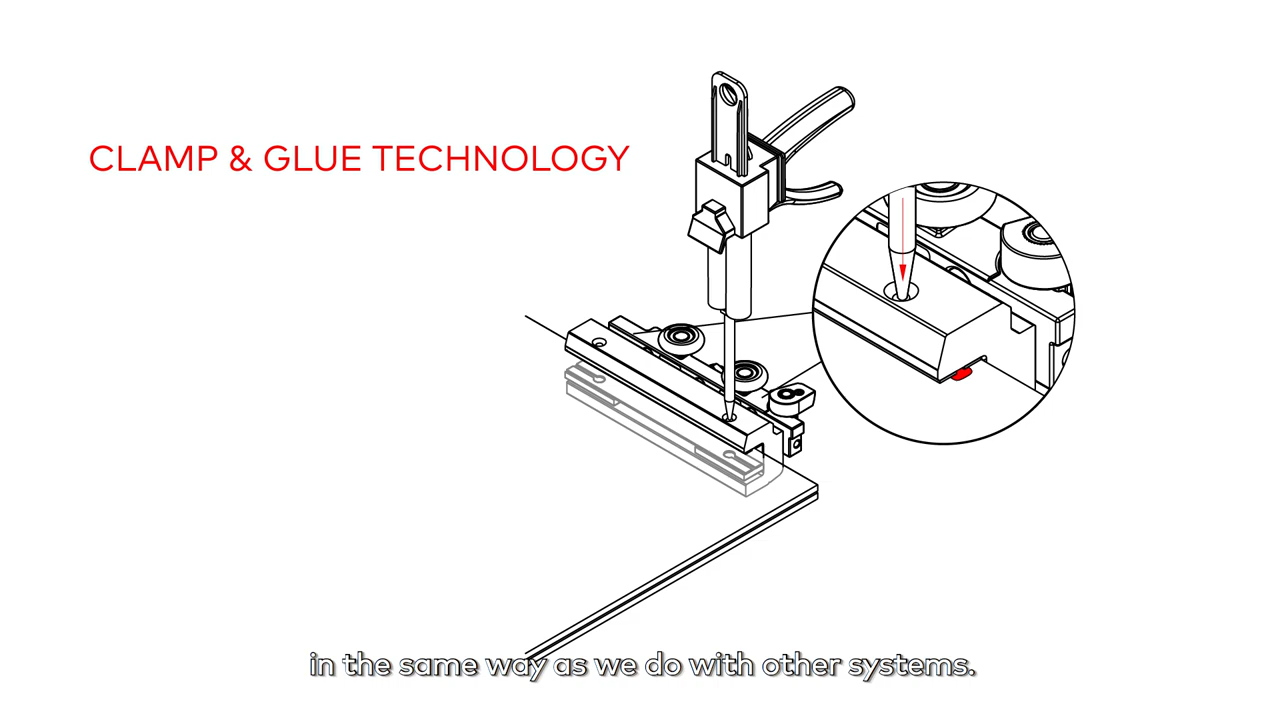 CLAMP & GLUE TECHNOLOGY
in the same way as we do with other systems.